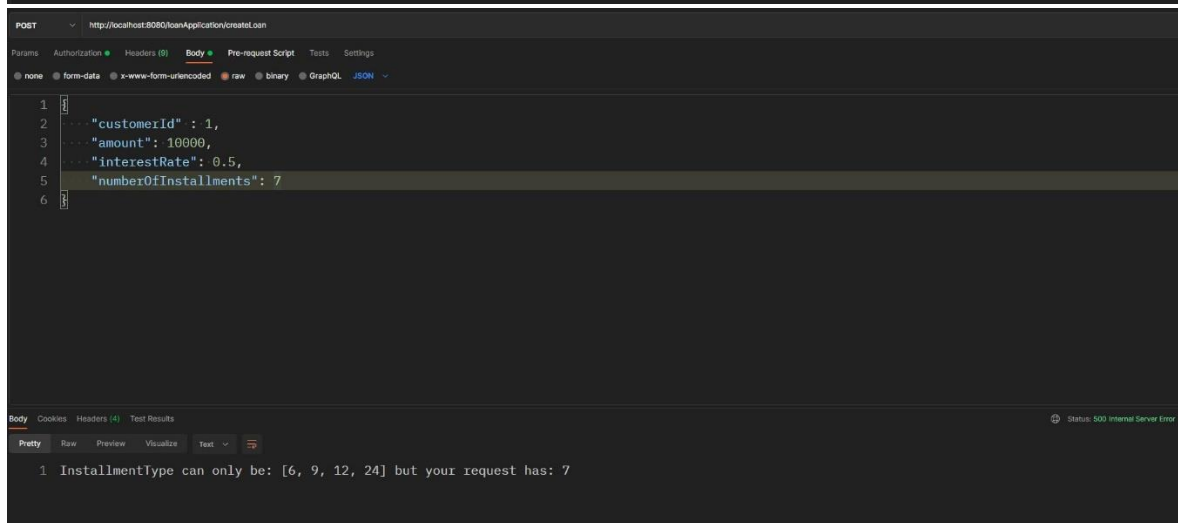 POST http://localhost:8080/loanApplication/createLoan
Params Authorization Headers (9) Body Pre-request Script Tests Settings
none form-data x-www-form-urlencoded raw binary GraphQL JSON
1 {
2 "customerId" : 1,
3 "amount": 10000,
4 "interestRate": 0.5,
5 "numberOfInstallments": 7
6 }
Body Cookies Headers (4) Test Results Status: 500 Internal Server Error
Pretty Raw Preview Visualize Text
1 InstallmentType can only be: [6, 9, 12, 24] but your request has: 7